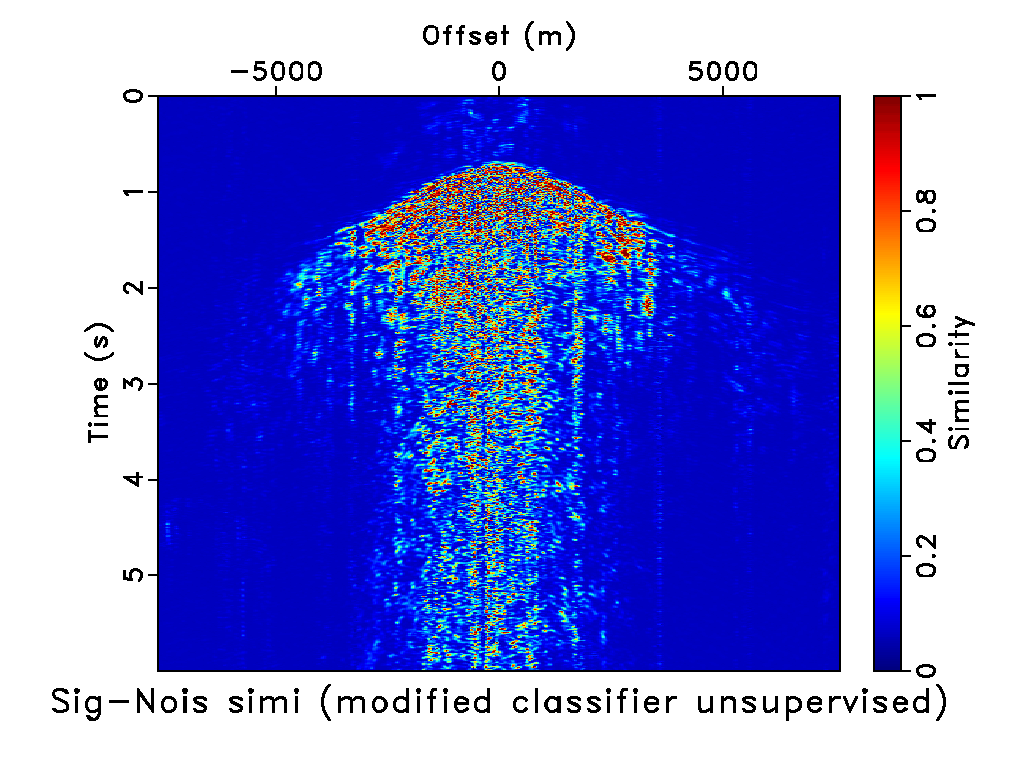 Offset (m)
−5000 0 5000
0
1
2
3
4
5
Time (s)
1
0.8
0.6
0.4
0.2
0
Similarity
Sig−Nois simi (modified classifier unsupervised)